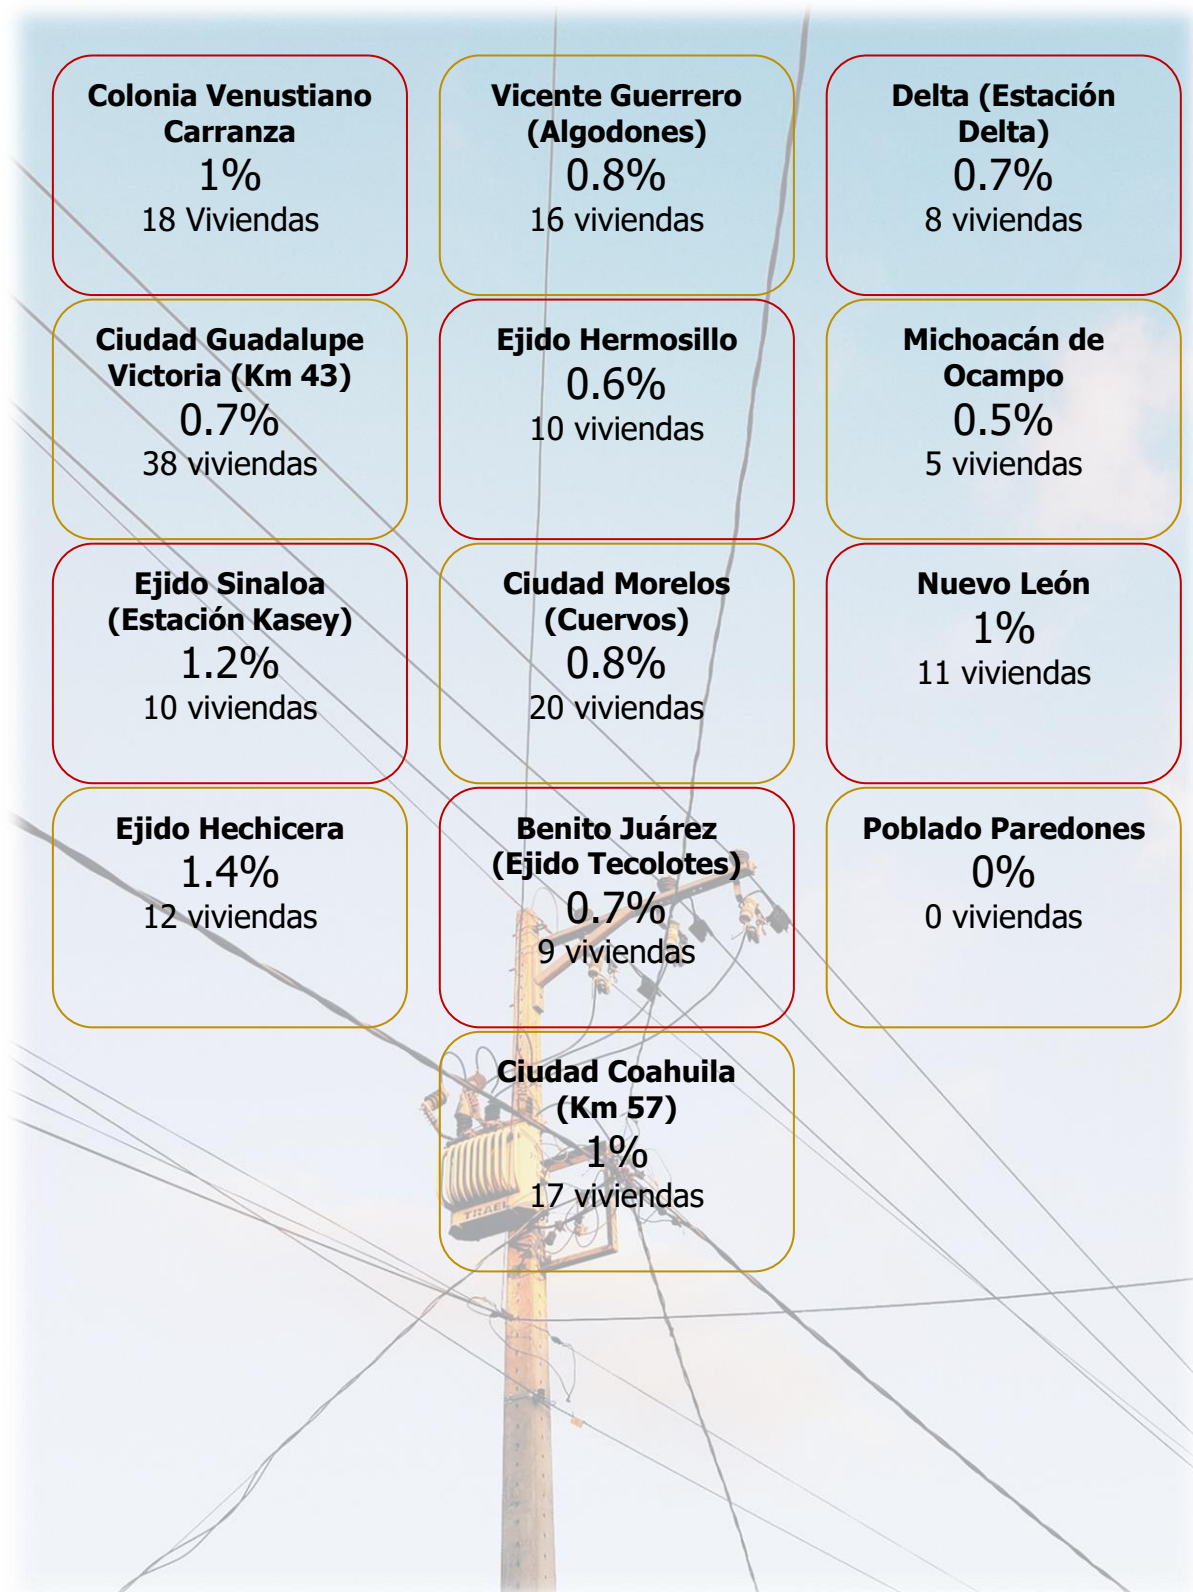 Colonia Venustiano
Carranza
1%
18 Viviendas
Vicente Guerrero
(Algodones)
0.8%
16 viviendas
Delta (Estación
Delta)
0.7%
8 viviendas
Ciudad Guadalupe
Victoria (Km 43)
0.7%
38 viviendas
Ejido Hermosillo
0.6%
10 viviendas
Michoacán de
Ocampo
0.5%
5 viviendas
Ejido Sinaloa
(Estación Kasey)
1.2%
10 viviendas
Ciudad Morelos
(Cuervos)
0.8%
20 viviendas
Nuevo León
1%
11 viviendas
Ejido Hechicera
1.4%
12 viviendas
Benito Juárez
(Ejido Tecolotes)
0.7%
9 viviendas
Poblado Paredones
0%
0 viviendas
Ciudad Coahuila
(Km 57)
1%
17 viviendas
TRAEL